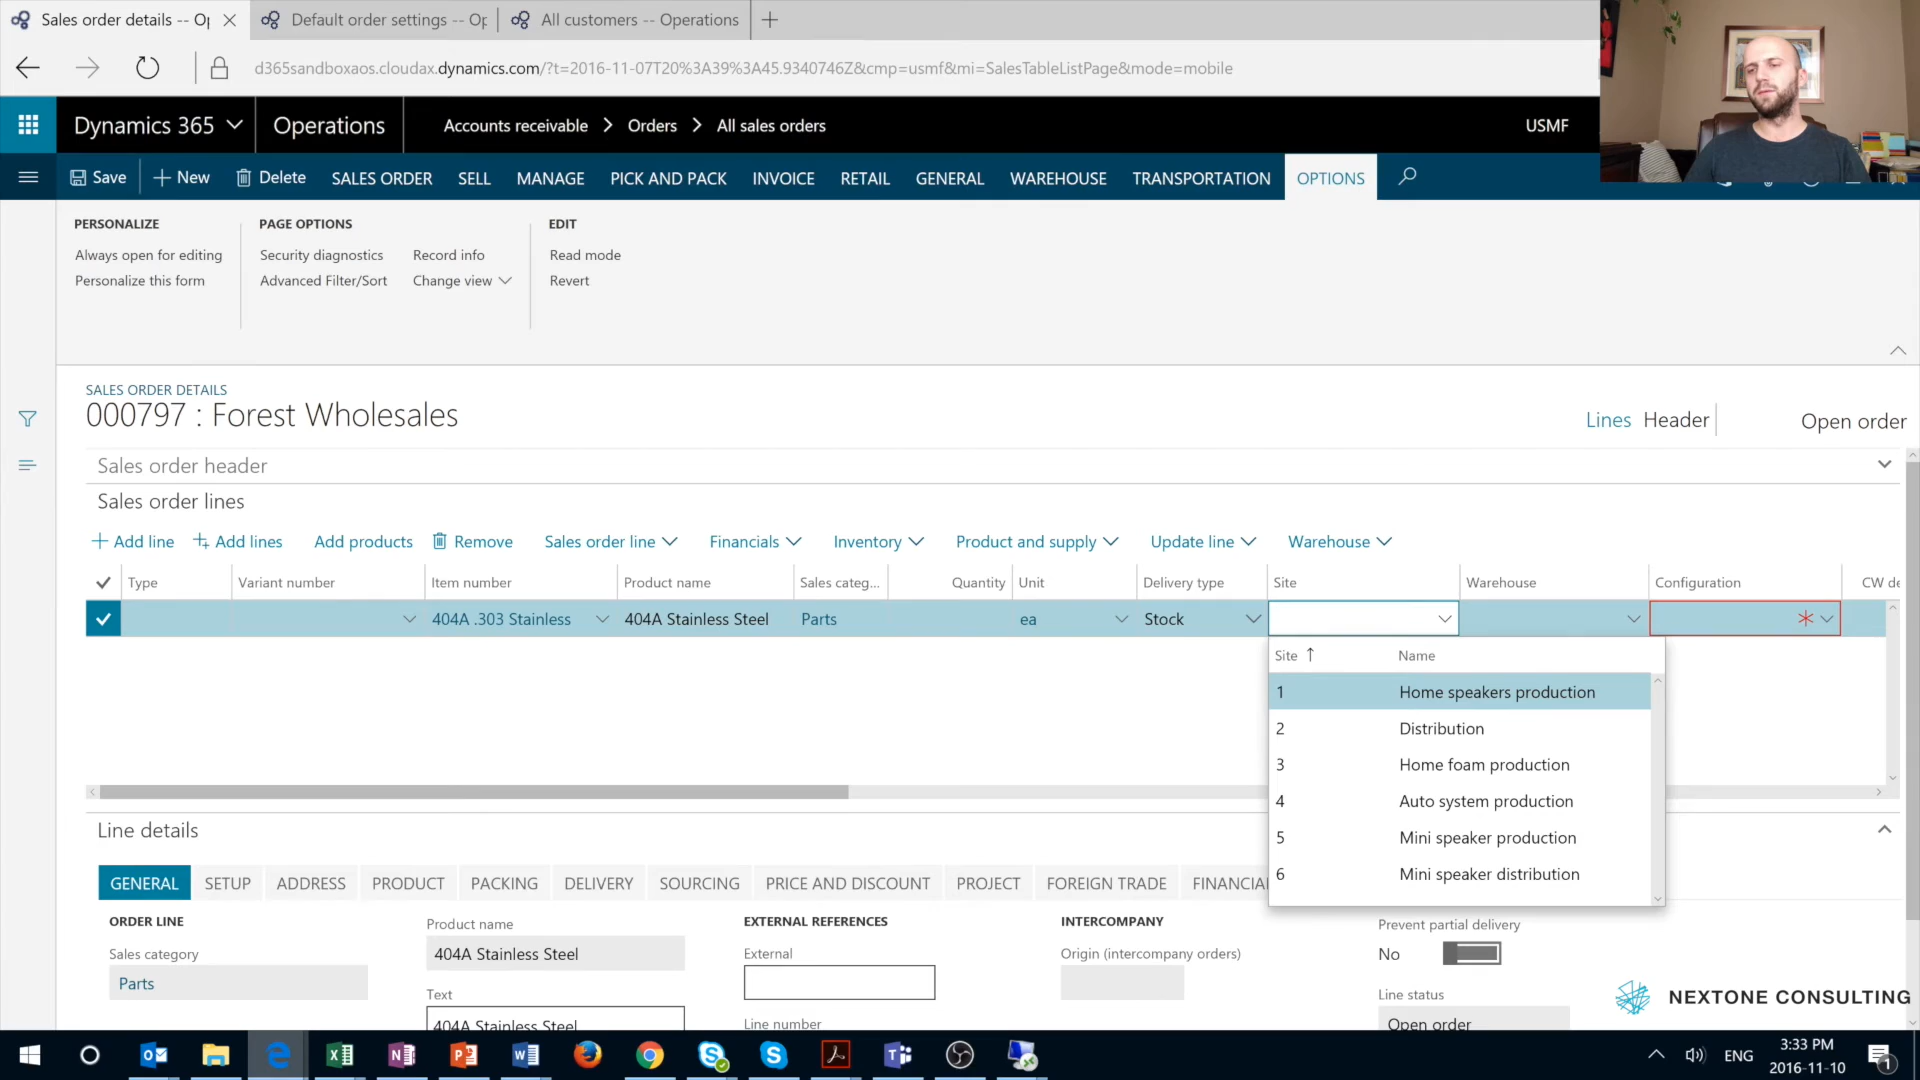 Sales order details -- Op
Default order settings -- Op
All customers -- Operations
d365sandboxaos.cloudax.dynamics.com/?t=2016-11-07T20%3A39%3A45.9340746Z&cmp=usmf&mi=SalesTableListPage&mode=mobile
Dynamics 365
Operations
Accounts receivable > Orders > All sales orders
USMF
Save
New
Delete
SALES ORDER
SELL
MANAGE
PICK AND PACK
INVOICE
RETAIL
GENERAL
WAREHOUSE
TRANSPORTATION
OPTIONS
PERSONALIZE
Always open for editing
Personalize this form
PAGE OPTIONS
Security diagnostics
Record info
Advanced Filter/Sort
Change view
EDIT
Read mode
Revert
SALES ORDER DETAILS
000797 : Forest Wholesales
Lines
Header
Open order
Sales order header
Sales order lines
Add line
Add lines
Add products
Remove
Sales order line
Financials
Inventory
Product and supply
Update line
Warehouse
Type
Variant number
Item number
Product name
Sales categ...
Quantity
Unit
Delivery type
Site
Warehouse
Configuration
CW de
404A .303 Stainless
404A Stainless Steel
Parts
ea
Stock
Site
Name
1 Home speakers production
2 Distribution
3 Home foam production
4 Auto system production
5 Mini speaker production
6 Mini speaker distribution
Line details
GENERAL
SETUP
ADDRESS
PRODUCT
PACKING
DELIVERY
SOURCING
PRICE AND DISCOUNT
PROJECT
FOREIGN TRADE
FINANCIA
ORDER LINE
Sales category
Parts
Product name
404A Stainless Steel
Text
404A Stainless Steel
EXTERNAL REFERENCES
External
Line number
INTERCOMPANY
Origin (intercompany orders)
Prevent partial delivery
No
Line status
Open order
NEXTONE CONSULTING
ENG
3:33 PM
2016-11-10
1